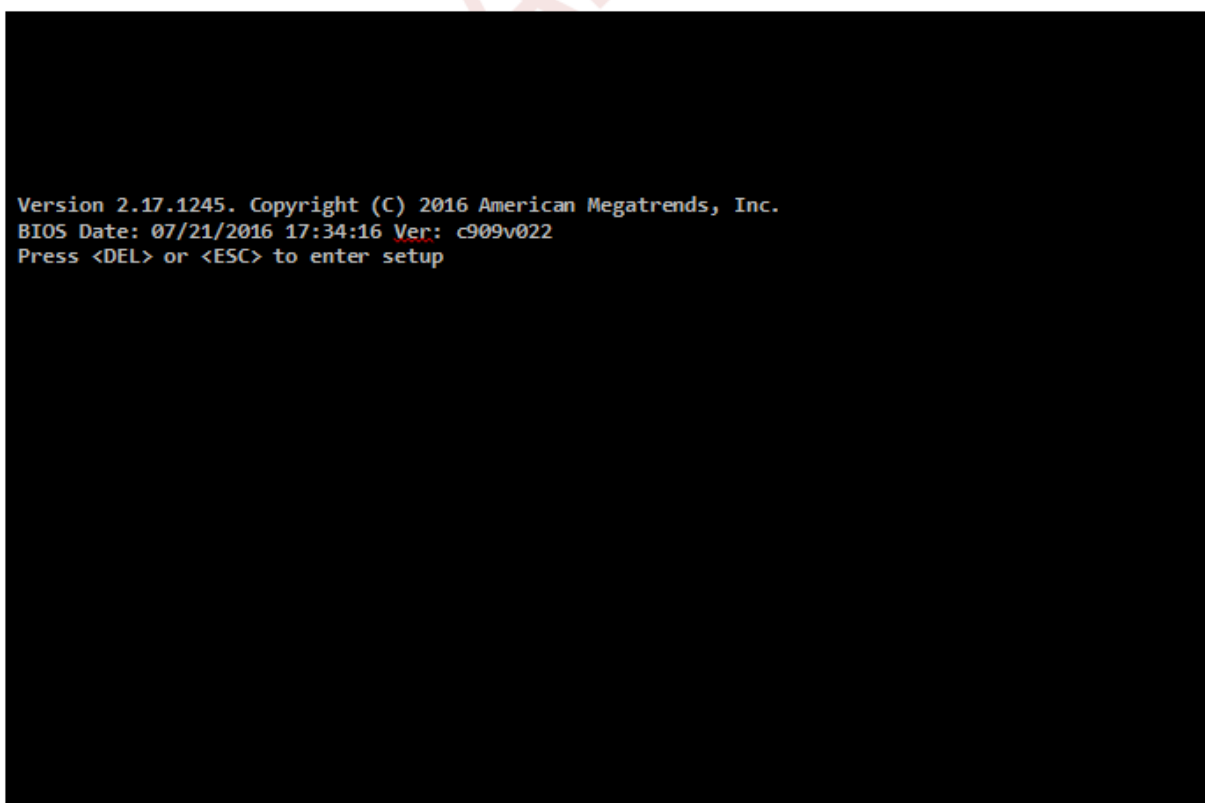 Version 2.17.1245. Copyright (C) 2016 American Megatrends, Inc.
BIOS Date: 07/21/2016 17:34:16 Ver: c909v022
Press <DEL> or <ESC> to enter setup